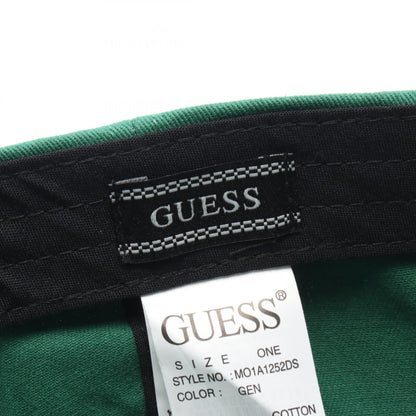 GUESS
GUESS®
SIZE ONE
STYLE NO.: MO1A1252DS
COLOR: GEN
COTTON